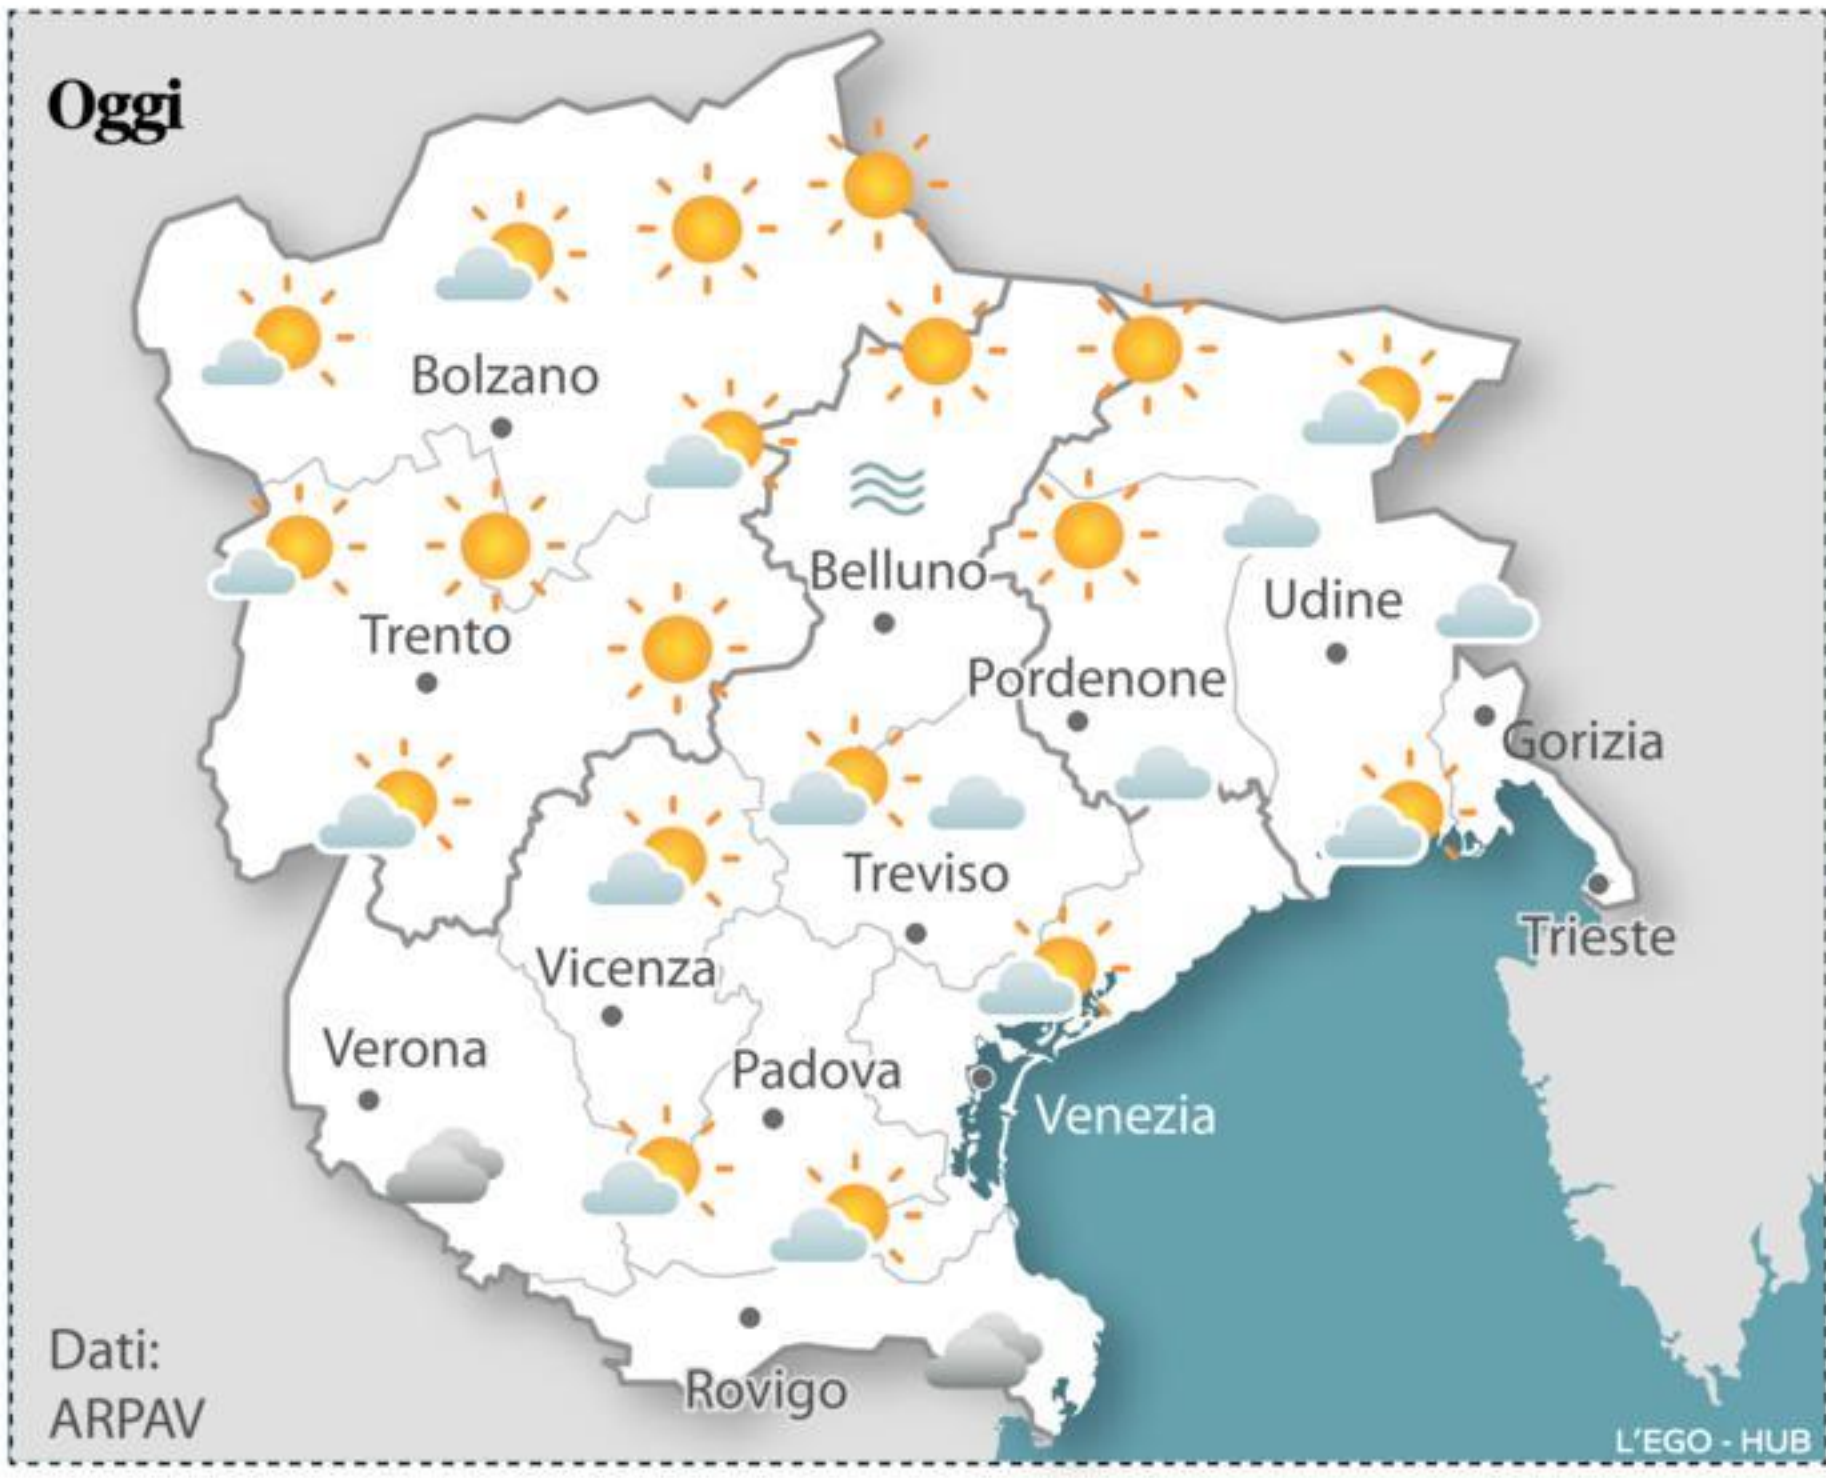 Oggi
Bolzano
Belluno
Udine
Trento
Pordenone
Gorizia
Treviso
Trieste
Vicenza
Verona
Padova
Venezia
Rovigo
Dati:
ARPAV
L'EGO - HUB